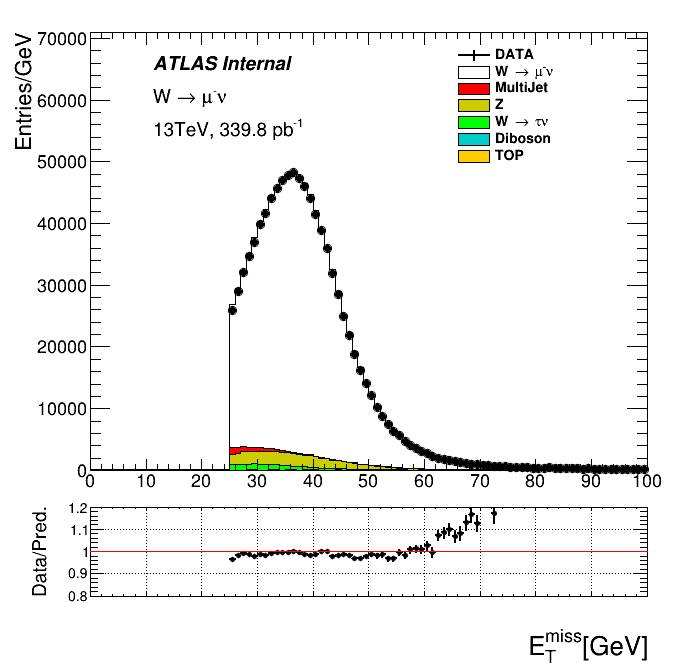 70000
60000
50000
40000
30000
20000
10000
0
Entries/GeV
ATLAS Internal
W → μ⁻ν
13TeV, 339.8 pb⁻¹
DATA
W → μ⁻ν
MultiJet
Z
W → τν
Diboson
TOP
0 10 20 30 40 50 60 70 80 90 100
1.2
1.1
1
0.9
0.8
Data/Pred.
E_T^miss[GeV]